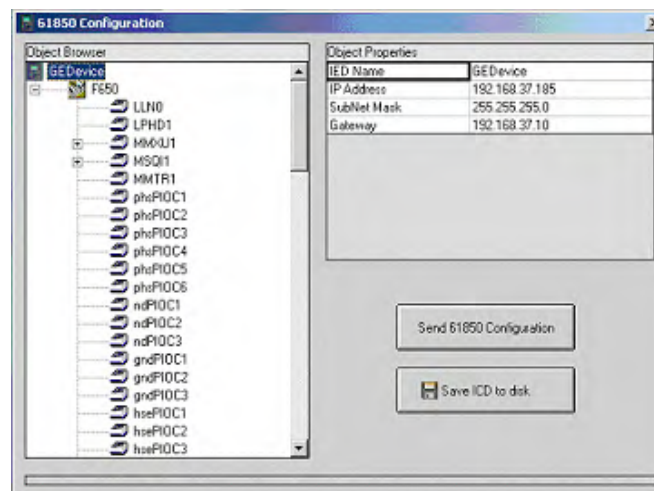 61850 Configuration
Object Browser
GEDevice
F650
LLN0
LPHD1
MMXU1
MSQI1
MMTR1
phsPIOC1
phsPIOC2
phsPIOC3
phsPIOC4
phsPIOC5
phsPIOC6
ndPIOC1
ndPIOC2
ndPIOC3
gndPIOC1
gndPIOC2
gndPIOC3
hsePIOC1
hsePIOC2
hsePIOC3
Object Properties
IED Name GEDevice
IP Address 192.168.37.185
SubNet Mask 255.255.255.0
Gateway 192.168.37.10
Send 61850 Configuration
Save ICD to disk